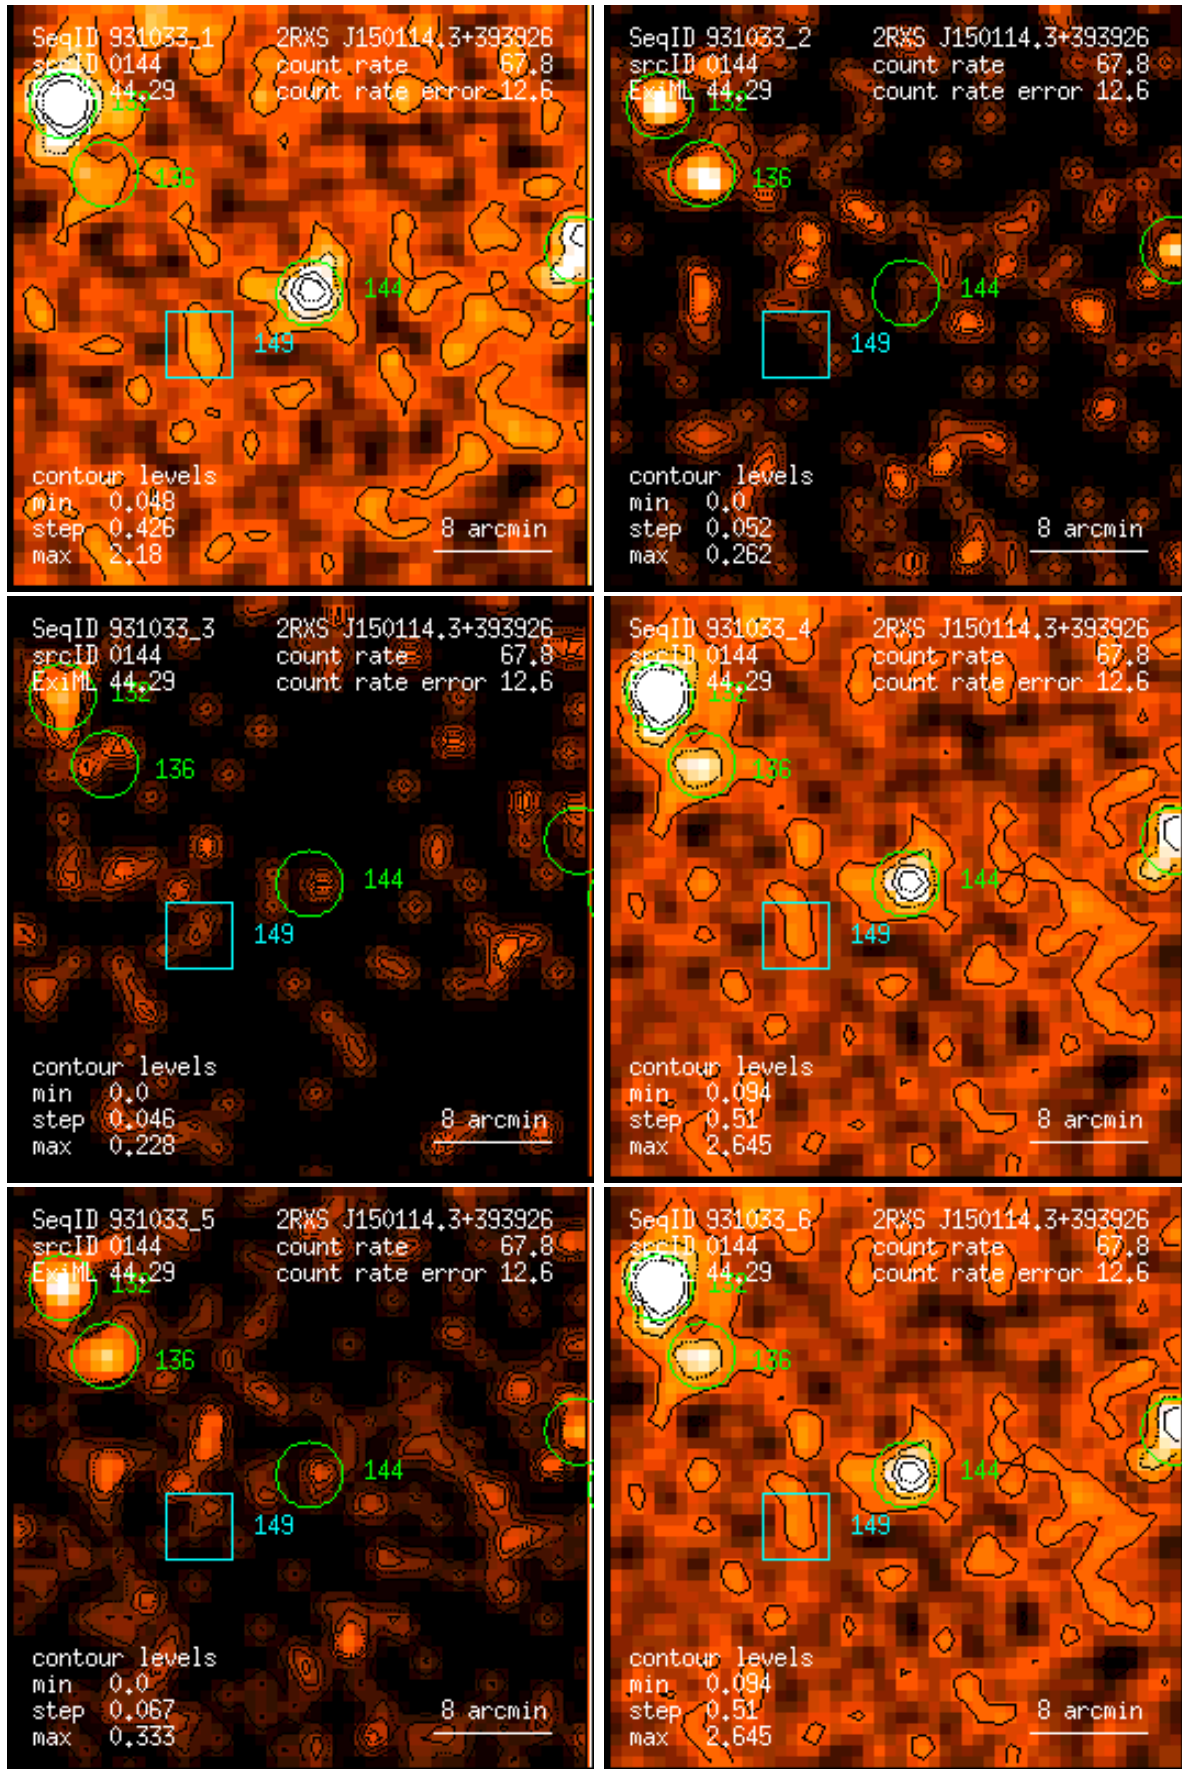 SeqID 931033_1 2RXS J150114.3+393926
srcID 0144 count rate 67.8
ExiML 44.29 count rate error 12.6
132
136
144
149
contour levels
min 0.048
step 0.426
max 2.18
8 arcmin
SeqID 931033_2 2RXS J150114.3+393926
srcID 0144 count rate 67.8
ExiML 44.29 count rate error 12.6
132
136
144
149
contour levels
min 0.0
step 0.052
max 0.262
8 arcmin
SeqID 931033_3 2RXS J150114.3+393926
srcID 0144 count rate 67.8
ExiML 44.29 count rate error 12.6
132
136
144
149
contour levels
min 0.0
step 0.046
max 0.228
8 arcmin
SeqID 931033_4 2RXS J150114.3+393926
srcID 0144 count rate 67.8
ExiML 44.29 count rate error 12.6
132
136
144
149
contour levels
min 0.094
step 0.51
max 2.645
8 arcmin
SeqID 931033_5 2RXS J150114.3+393926
srcID 0144 count rate 67.8
ExiML 44.29 count rate error 12.6
132
136
144
149
contour levels
min 0.0
step 0.067
max 0.333
8 arcmin
SeqID 931033_6 2RXS J150114.3+393926
srcID 0144 count rate 67.8
ExiML 44.29 count rate error 12.6
132
136
144
149
contour levels
min 0.094
step 0.51
max 2.645
8 arcmin